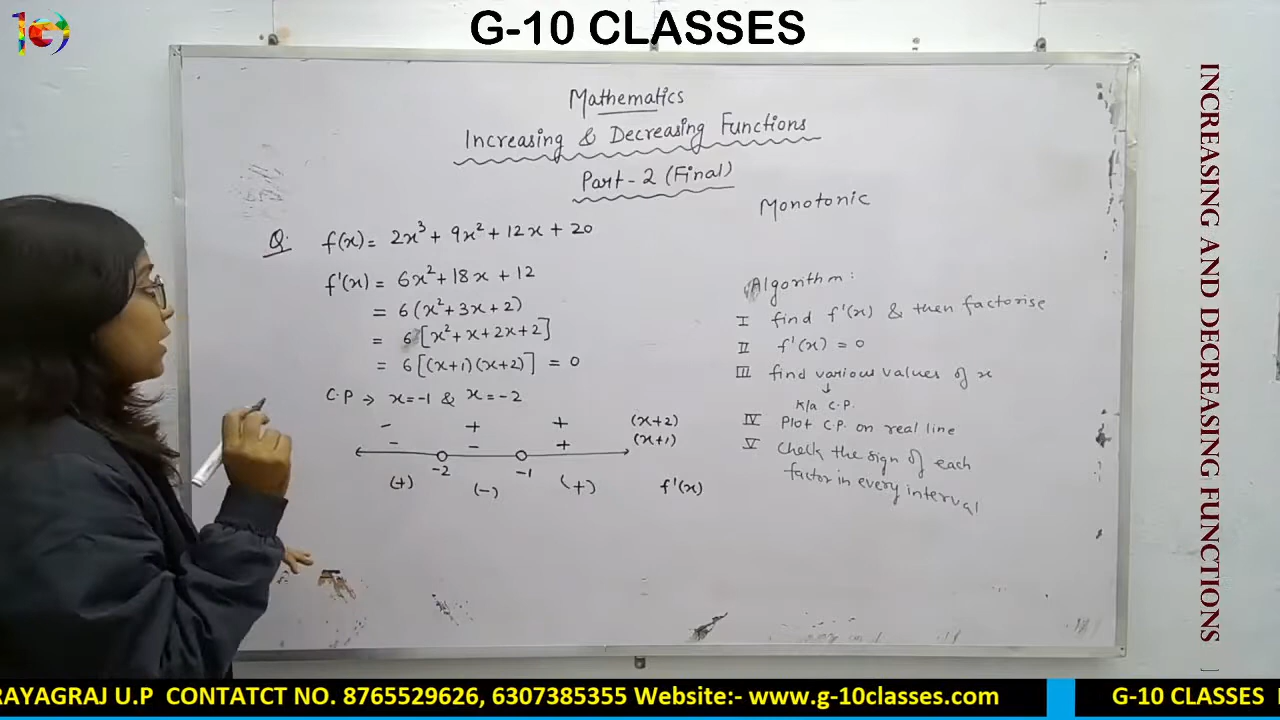 G-10 CLASSES
Mathematics
Increasing & Decreasing Functions
Part-2 (Final)
Monotonic
Q. f(x) = 2x³ + 9x² + 12x + 20
f'(x) = 6x² + 18x + 12
= 6(x² + 3x + 2)
= 6[x² + x + 2x + 2]
= 6[(x+1)(x+2)] = 0
C.P → x = -1 & x = -2
- + + (x+2)
- - + (x+1)
-2 -1
(+) (-) (+) f'(x)
Algorithm:
I find f'(x) & then factorise
II f'(x) = 0
III find various values of x
↓
K/a C.P.
IV Plot C.P. on real line
V Check the sign of each
factor in every interval
INCREASING AND DECREASING FUNCTIONS
RAYAGRAJ U.P CONTATCT NO. 8765529626, 6307385355 Website:- www.g-10classes.com G-10 CLASSES